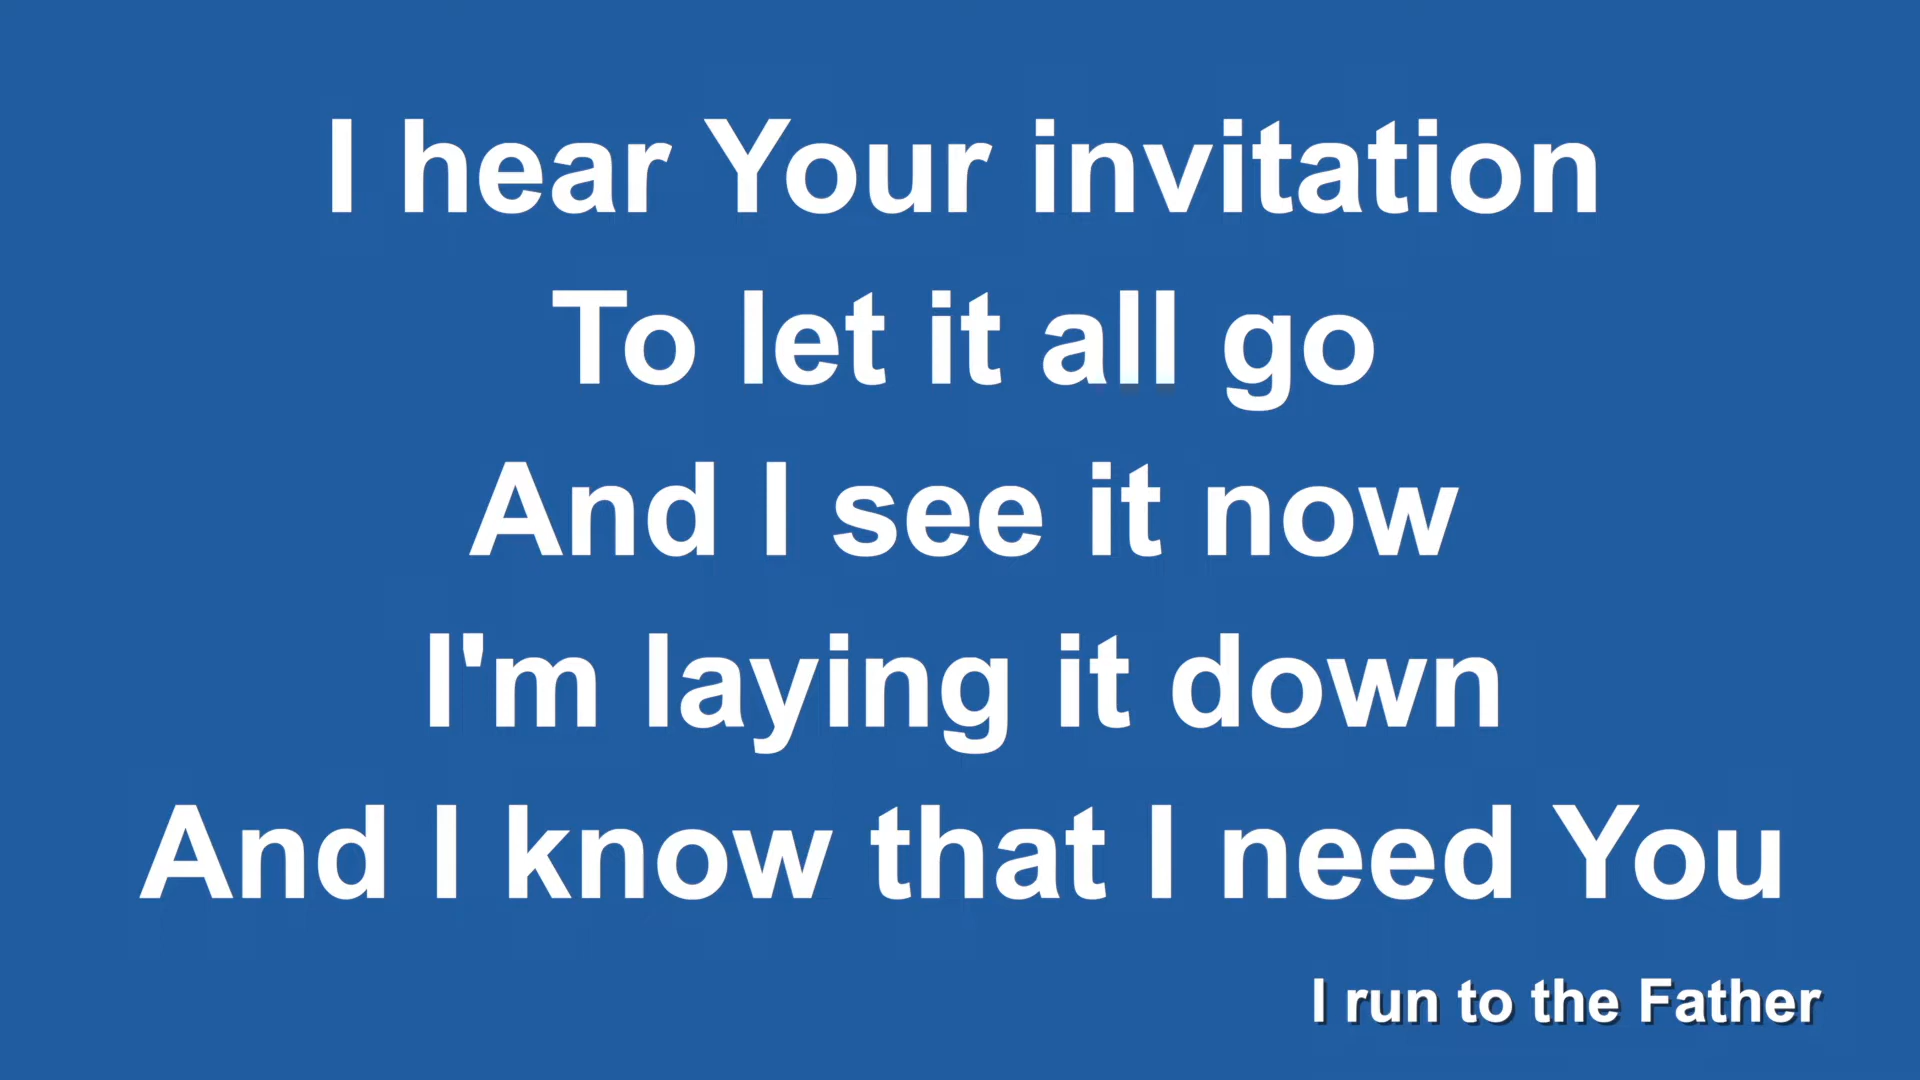 I hear Your invitation
To let it all go
And I see it now
I'm laying it down
And I know that I need You
I run to the Father